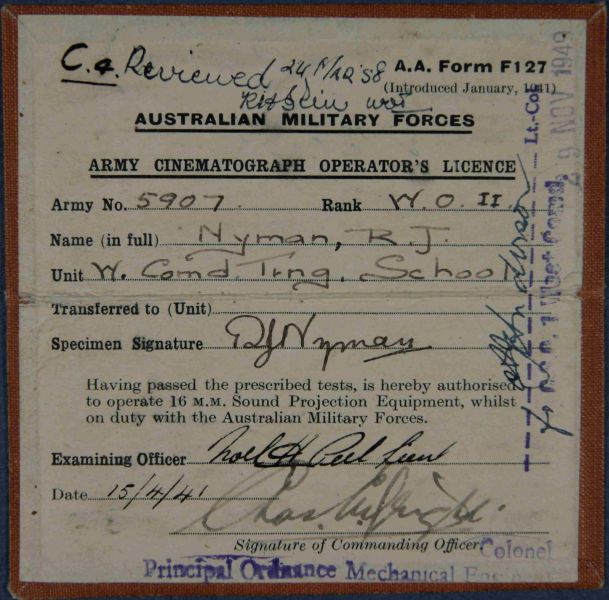 C.4. Reviewed 24 Mar '58
A.A. Form F127
(Introduced January, 1941)
AUSTRALIAN MILITARY FORCES
ARMY CINEMATOGRAPH OPERATOR'S LICENCE
Army No. 5907 Rank W.O. II
Name (in full) Nyman, R.J.
Unit W. Comd Trng. School
Transferred to (Unit)
Specimen Signature RJNyman
Having passed the prescribed tests, is hereby authorised
to operate 16 M.M. Sound Projection Equipment, whilst
on duty with the Australian Military Forces.
Examining Officer
Date 15/4/41
Signature of Commanding Officer
Colonel
Principal Ordnance Mechanical Engineer
Lt.-Col
NOV 1949